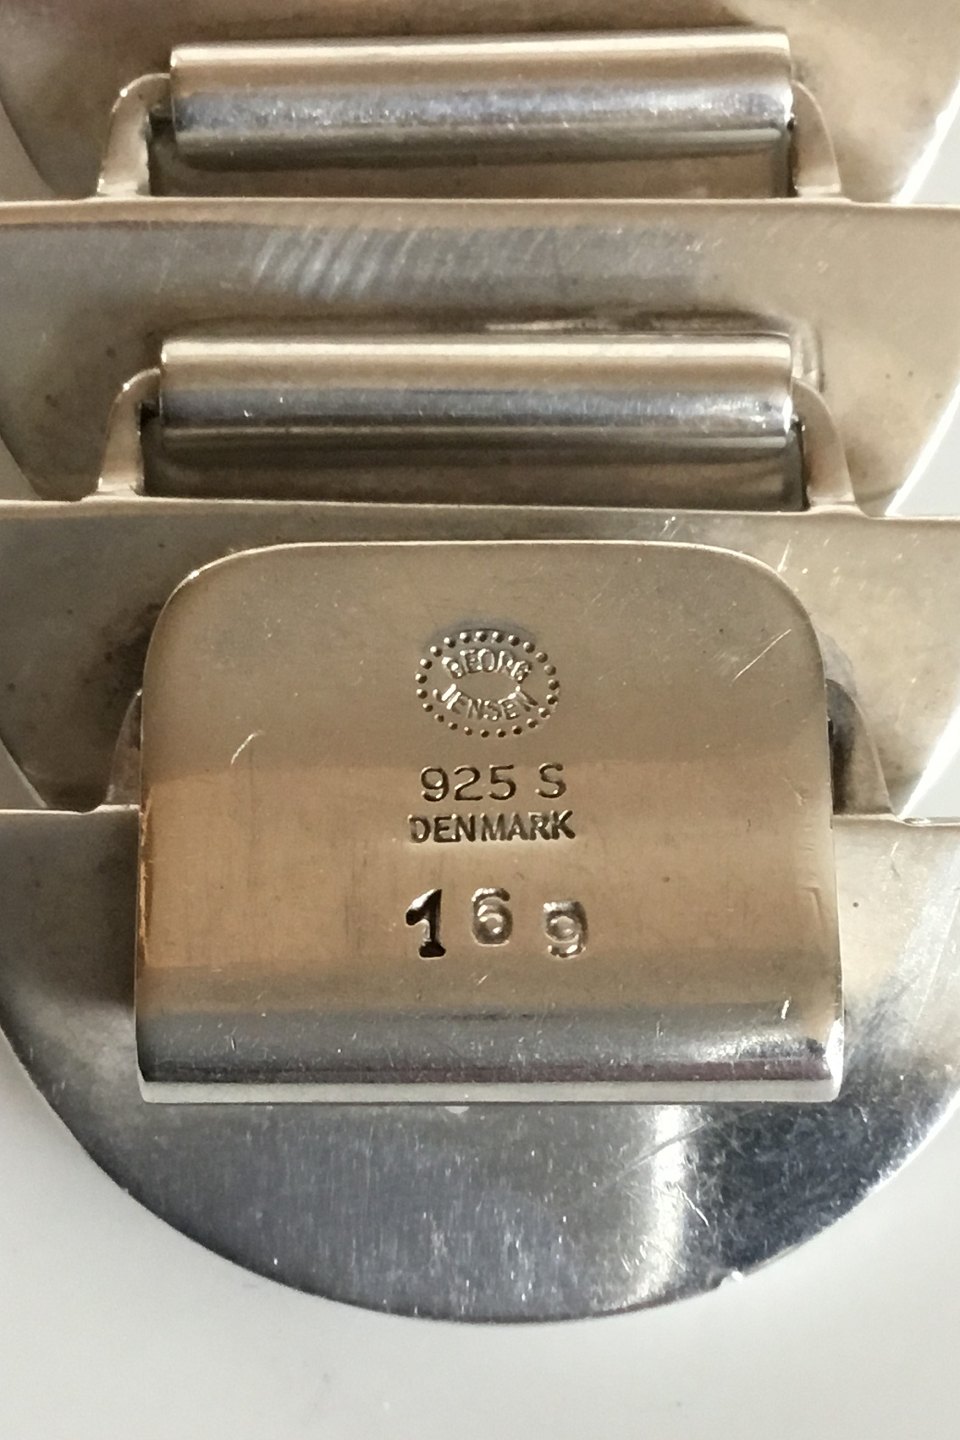 GEORG
JENSEN
925 S
DENMARK
169